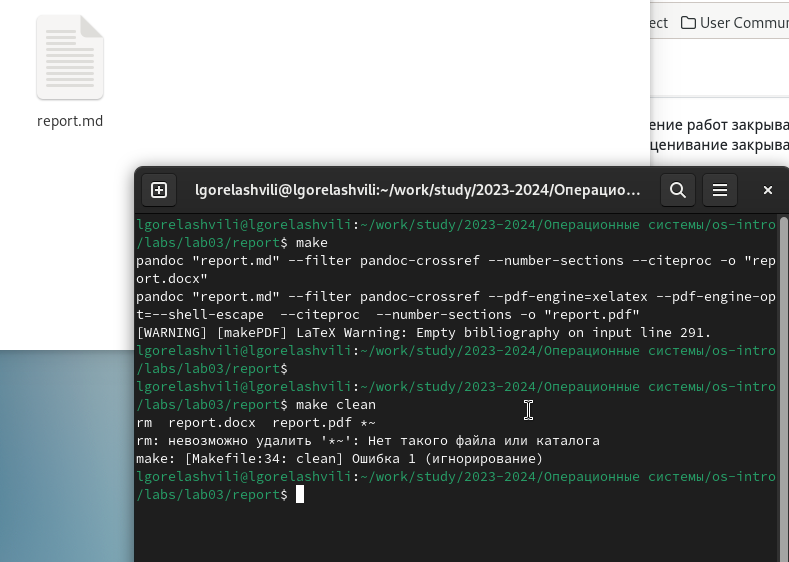 ect User Commun
report.md
ение работ закрыва
ценивание закрыва
lgorelashvili@lgorelashvili:~/work/study/2023-2024/Операцио...
lgorelashvili@lgorelashvili:~/work/study/2023-2024/Операционные системы/os-intro
/labs/lab03/report$ make
pandoc "report.md" --filter pandoc-crossref --number-sections --citeproc -o "rep
ort.docx"
pandoc "report.md" --filter pandoc-crossref --pdf-engine=xelatex --pdf-engine-op
t=--shell-escape  --citeproc  --number-sections -o "report.pdf"
[WARNING] [makePDF] LaTeX Warning: Empty bibliography on input line 291.
lgorelashvili@lgorelashvili:~/work/study/2023-2024/Операционные системы/os-intro
/labs/lab03/report$
lgorelashvili@lgorelashvili:~/work/study/2023-2024/Операционные системы/os-intro
/labs/lab03/report$ make clean
rm  report.docx  report.pdf *~
rm: невозможно удалить '*~': Нет такого файла или каталога
make: [Makefile:34: clean] Ошибка 1 (игнорирование)
lgorelashvili@lgorelashvili:~/work/study/2023-2024/Операционные системы/os-intro
/labs/lab03/report$